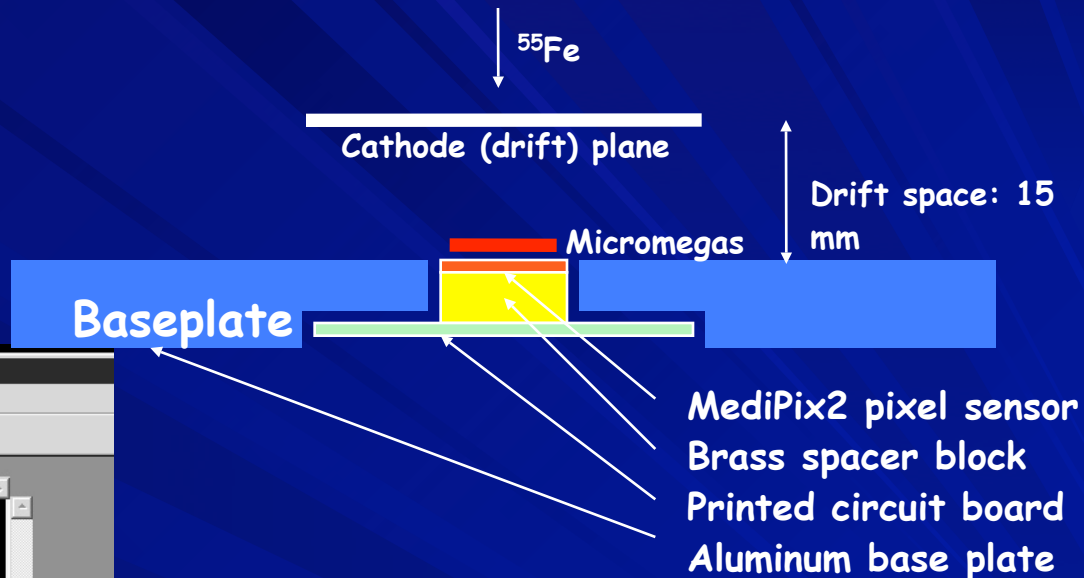 ⁵⁵Fe
Cathode (drift) plane
Drift space: 15
mm
Micromegas
Baseplate
MediPix2 pixel sensor
Brass spacer block
Printed circuit board
Aluminum base plate